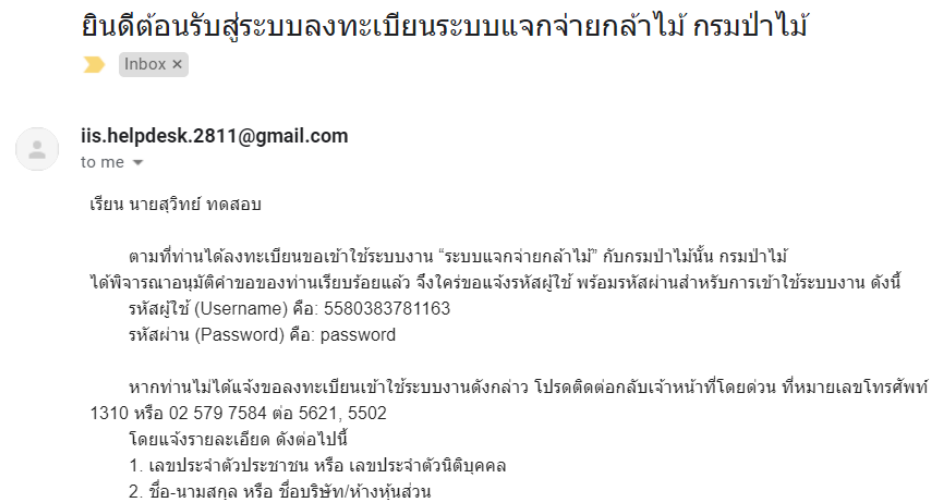 ยินดีต้อนรับสู่ระบบลงทะเบียนระบบแจกจ่ายกล้าไม้ กรมป่าไม้
Inbox ×
iis.helpdesk.2811@gmail.com
to me
เรียน นายสุวิทย์ ทดสอบ
ตามที่ท่านได้ลงทะเบียนขอเข้าใช้ระบบงาน “ระบบแจกจ่ายกล้าไม้” กับกรมป่าไม้นั้น กรมป่าไม้
ได้พิจารณาอนุมัติคำขอของท่านเรียบร้อยแล้ว จึงใคร่ขอแจ้งรหัสผู้ใช้ พร้อมรหัสผ่านสำหรับการเข้าใช้ระบบงาน ดังนี้
รหัสผู้ใช้ (Username) คือ: 5580383781163
รหัสผ่าน (Password) คือ: password
หากท่านไม่ได้แจ้งขอลงทะเบียนเข้าใช้ระบบงานดังกล่าว โปรดติดต่อกลับเจ้าหน้าที่โดยด่วน ที่หมายเลขโทรศัพท์
1310 หรือ 02 579 7584 ต่อ 5621, 5502
โดยแจ้งรายละเอียด ดังต่อไปนี้
1. เลขประจำตัวประชาชน หรือ เลขประจำตัวนิติบุคคล
2. ชื่อ-นามสกุล หรือ ชื่อบริษัท/ห้างหุ้นส่วน